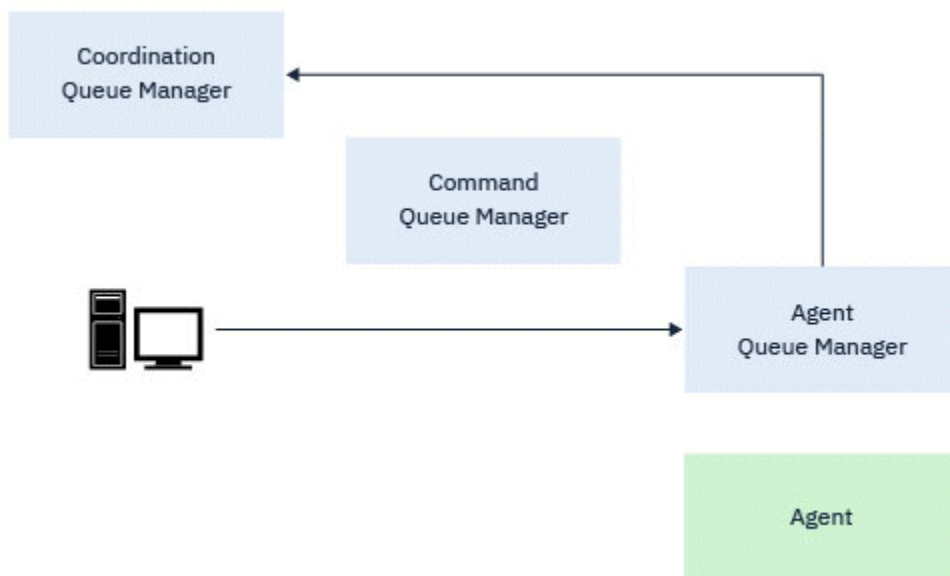 Coordination
Queue Manager
Command
Queue Manager
Agent
Queue Manager
Agent